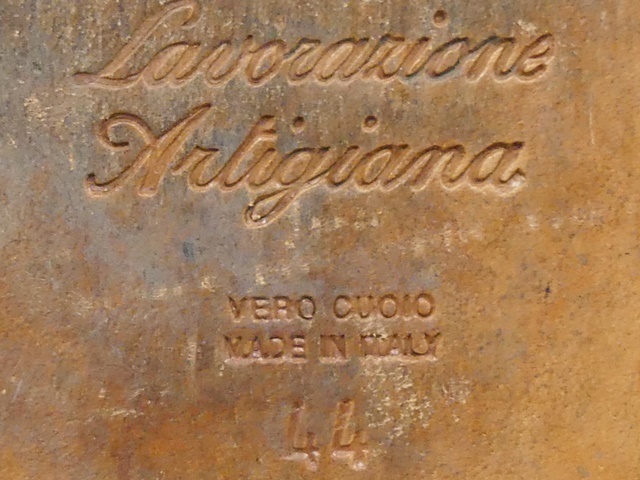 Lavorazione
Artigiana
VERO CUOIO
MADE IN ITALY
44